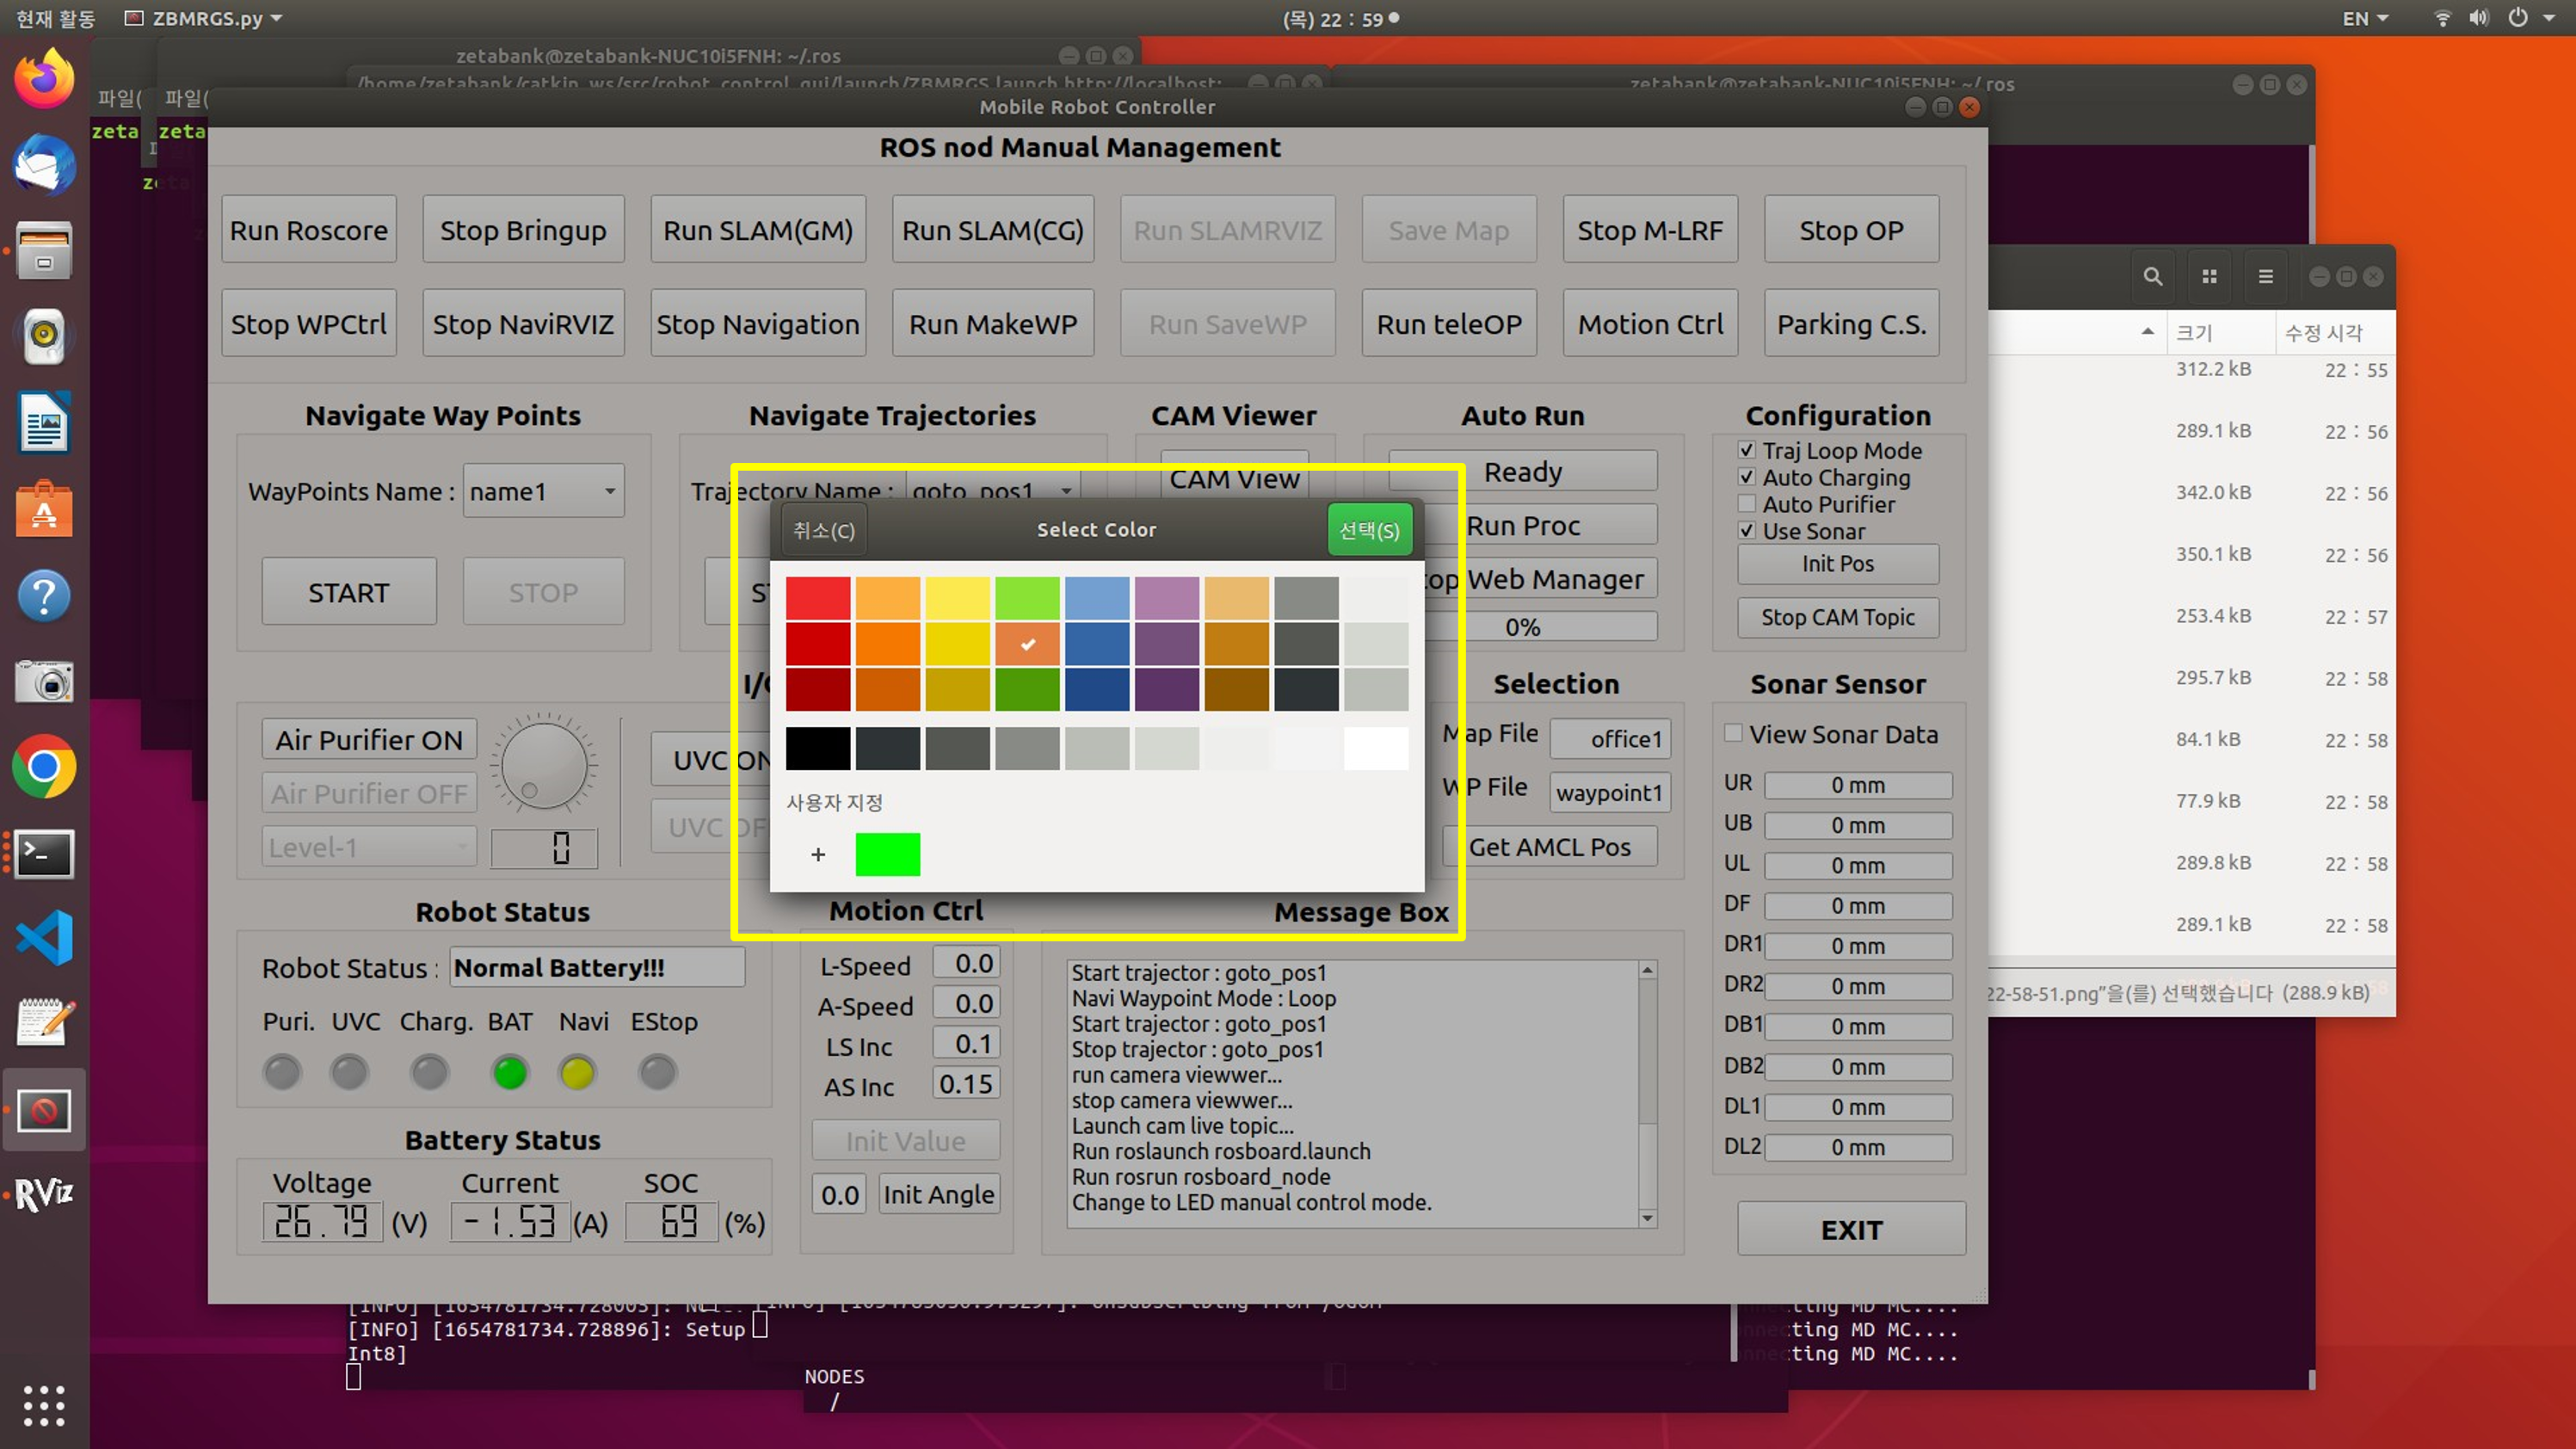 현재 활동 ZBMRGS.py (목) 22 : 59 EN
zetabank@zetabank-NUC10i5FNH: ~/.ros
/home/zetabank/catkin_ws/src/robot_control_gui/launch/ZBMRGS.launch http://localhost:
zetabank@zetabank-NUC10i5FNH: ~/.ros
파일( 파일(
Mobile Robot Controller
zeta zeta
zeta
ROS nod Manual Management
Run Roscore Stop Bringup Run SLAM(GM) Run SLAM(CG) Run SLAMRVIZ Save Map Stop M-LRF Stop OP
Stop WPCtrl Stop NaviRVIZ Stop Navigation Run MakeWP Run SaveWP Run teleOP Motion Ctrl Parking C.S.
크기 수정 시각
312.2 kB 22 : 55
289.1 kB 22 : 56
342.0 kB 22 : 56
350.1 kB 22 : 56
253.4 kB 22 : 57
295.7 kB 22 : 58
84.1 kB 22 : 58
77.9 kB 22 : 58
289.8 kB 22 : 58
289.1 kB 22 : 58
22-58-51.png”을(를) 선택했습니다 (288.9 kB)
Navigate Way Points Navigate Trajectories CAM Viewer Auto Run Configuration
WayPoints Name : name1
START STOP
Trajectory Name : goto_pos1
CAM View
Ready
Run Proc
op Web Manager
0%
Traj Loop Mode
Auto Charging
Auto Purifier
Use Sonar
Init Pos
Stop CAM Topic
취소(C) Select Color 선택(S)
사용자 지정
+
I/
Air Purifier ON
Air Purifier OFF
Level-1
0
UVC ON
UVC OF
Selection
Map File office1
WP File waypoint1
Get AMCL Pos
Sonar Sensor
View Sonar Data
UR 0 mm
UB 0 mm
UL 0 mm
DF 0 mm
DR1 0 mm
DR2 0 mm
DB1 0 mm
DB2 0 mm
DL1 0 mm
DL2 0 mm
EXIT
Robot Status
Robot Status : Normal Battery!!!
Puri. UVC Charg. BAT Navi EStop
Battery Status
Voltage Current SOC
26.79 (V) -1.53 (A) 69 (%)
Motion Ctrl
L-Speed 0.0
A-Speed 0.0
LS Inc 0.1
AS Inc 0.15
Init Value
0.0 Init Angle
Message Box
Start trajector : goto_pos1
Navi Waypoint Mode : Loop
Start trajector : goto_pos1
Stop trajector : goto_pos1
run camera viewwer...
stop camera viewwer...
Launch cam live topic...
Run roslaunch rosboard.launch
Run rosrun rosboard_node
Change to LED manual control mode.
RViz
[INFO] [1654781734.728896]: Setup
Int8]
NODES
/
cting MD MC....
cting MD MC....